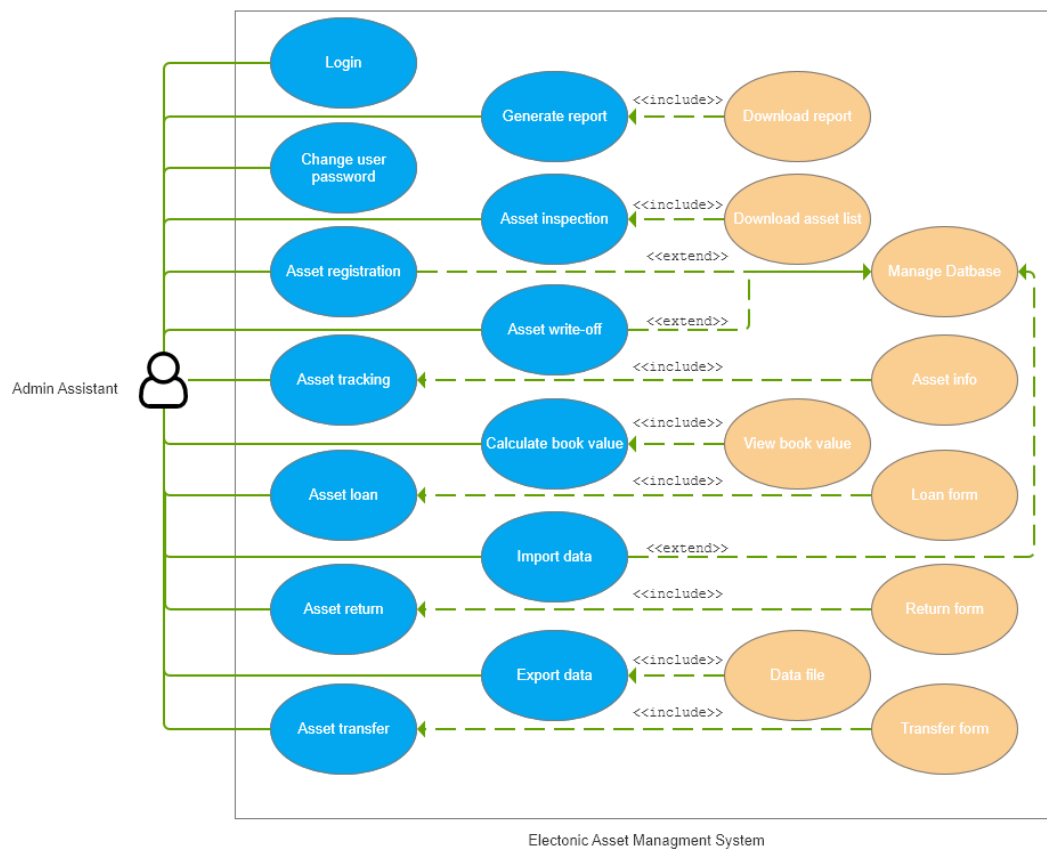 Login
<<include>>
Generate report
Download report
Change user
password
<<include>>
Asset inspection
Download asset list
<<extend>>
Asset registration
Manage Datbase
<<extend>>
Asset write-off
<<include>>
Admin Assistant
Asset tracking
Asset info
<<include>>
Calculate book value
View book value
<<include>>
Asset loan
Loan form
<<extend>>
Import data
<<include>>
Asset return
Return form
<<include>>
Export data
Data file
<<include>>
Asset transfer
Transfer form
Electonic Asset Managment System